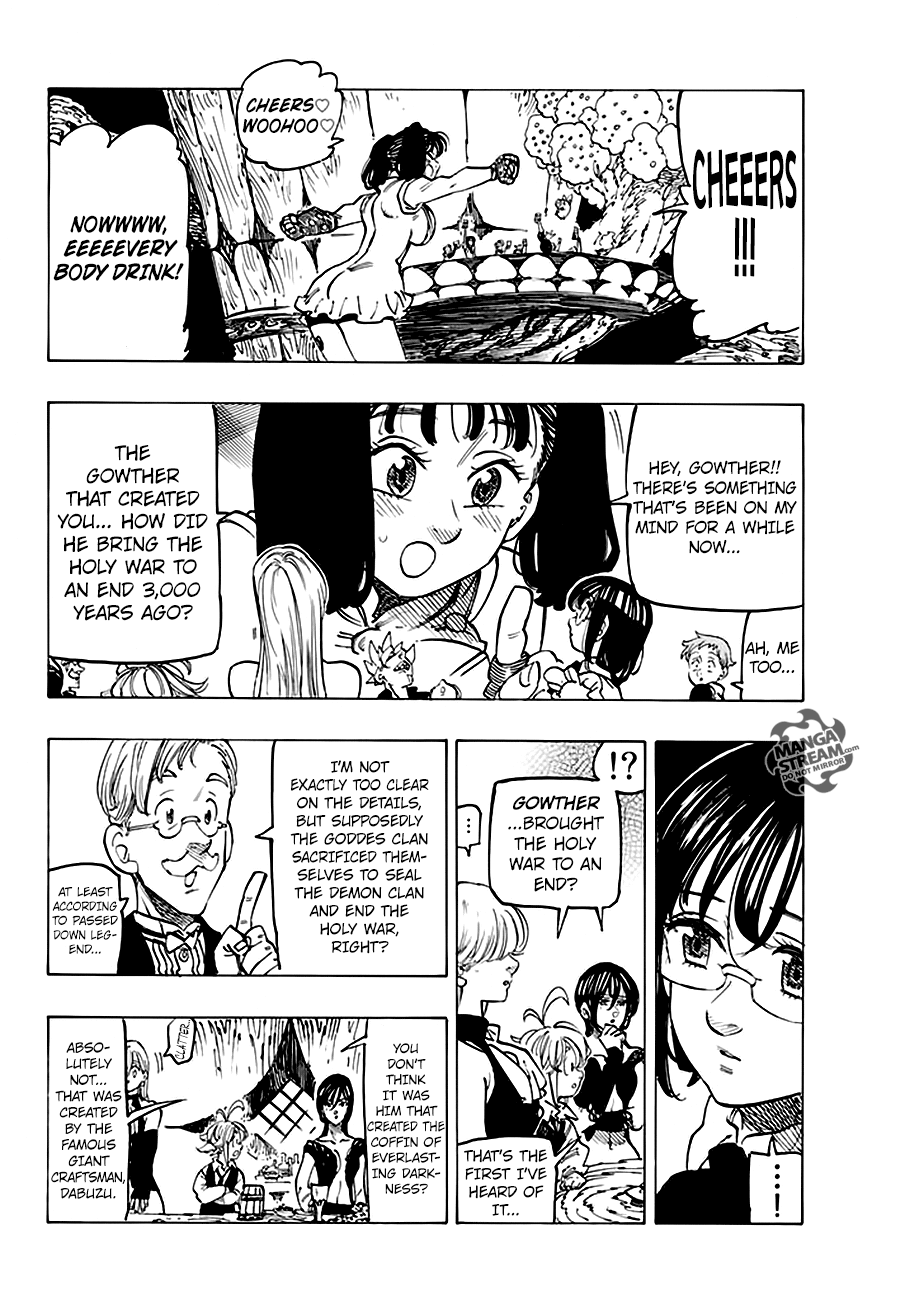 CHEEERS
!!!
CHEERS♡
WOOHOO♡
NOWWWW,
EEEEEVERY
BODY DRINK!
HEY, GOWTHER!!
THERE'S SOMETHING
THAT'S BEEN ON MY
MIND FOR A WHILE
NOW...
AH, ME
TOO...
THE
GOWTHER
THAT CREATED
YOU... HOW DID
HE BRING THE
HOLY WAR TO
AN END 3,000
YEARS AGO?
MANGA
STREAM.com
DO NOT MIRROR
...!
!?
GOWTHER
...BROUGHT
THE HOLY
WAR TO AN
END?
...
THAT'S THE
FIRST I'VE
HEARD OF
IT...
I'M NOT
EXACTLY TOO CLEAR
ON THE DETAILS,
BUT SUPPOSEDLY
THE GODDES CLAN
SACRIFICED THEM-
SELVES TO SEAL
THE DEMON CLAN
AND END THE
HOLY WAR,
RIGHT?
AT LEAST
ACCORDING
TO PASSED
DOWN LEG-
END...
YOU
DON'T
THINK
IT WAS
HIM THAT
CREATED THE
COFFIN OF
EVERLAST-
ING DARK-
NESS?
CLATTER...
ABSO-
LUTELY
NOT...
THAT WAS
CREATED
BY THE
FAMOUS
GIANT
CRAFTSMAN,
DABUZU.